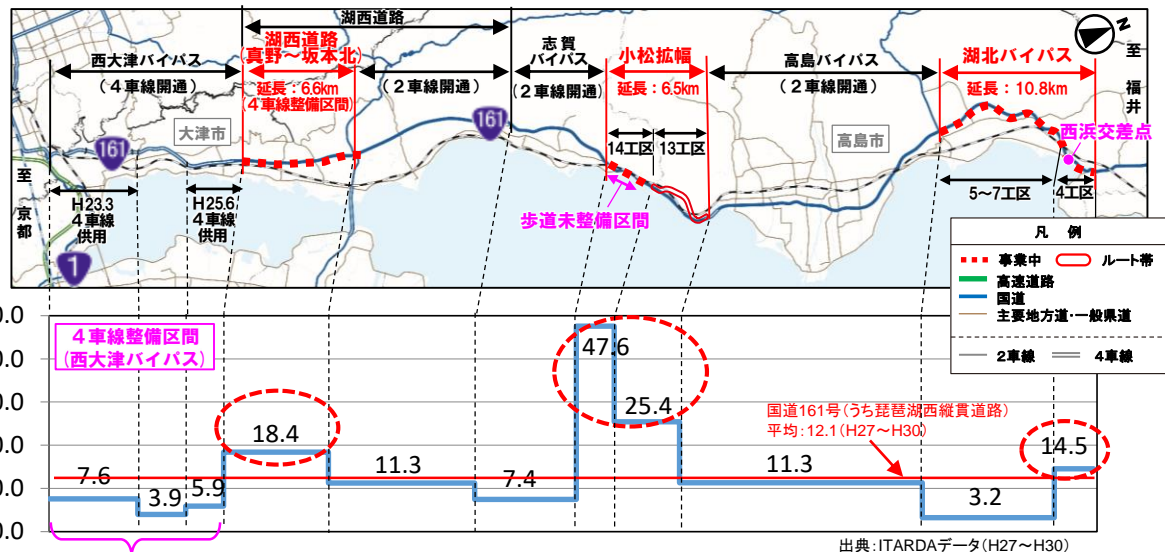 湖西道路
西大津バイパス
(4車線開通)
湖西道路
(真野～坂本北)
延長：6.6km
(4車線整備区間)
(2車線開通)
志賀
バイパス
(2車線開通)
小松拡幅
延長：6.5km
高島バイパス
(2車線開通)
湖北バイパス
延長：10.8km
N
至
福
井
大津市
161
161
14工区
13工区
高島市
西浜交差点
至
京
都
H23.3
4車線
供用
H25.6
4車線
供用
歩道未整備区間
5～7工区
4工区
1
凡 例
事業中
ルート帯
高速道路
国道
主要地方道・一般県道
2車線
4車線
0.0
0.0
0.0
0.0
0.0
0.0
4車線整備区間
(西大津バイパス)
7.6
3.9
5.9
18.4
11.3
7.4
47.6
25.4
11.3
3.2
14.5
国道161号(うち琵琶湖西縦貫道路)
平均：12.1(H27～H30)
出典：ITARDAデータ(H27～H30)